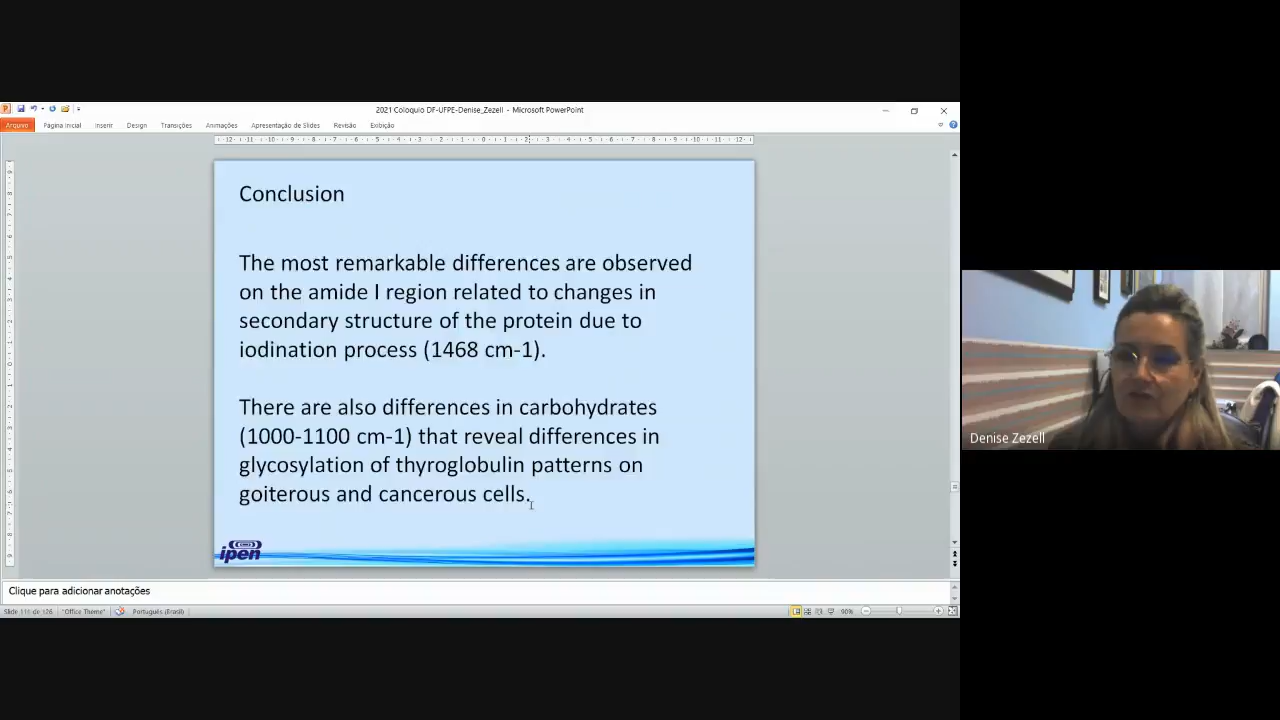 2021 Coloquio DF-UFPE-Denise_Zezell - Microsoft PowerPoint
Arquivo Página Inicial Inserir Design Transições Animações Apresentação de Slides Revisão Exibição
Conclusion
The most remarkable differences are observed
on the amide I region related to changes in
secondary structure of the protein due to
iodination process (1468 cm-1).
There are also differences in carbohydrates
(1000-1100 cm-1) that reveal differences in
glycosylation of thyroglobulin patterns on
goiterous and cancerous cells.
ipen
Denise Zezell
Clique para adicionar anotações
"Office Theme" Português (Brasil) 90%